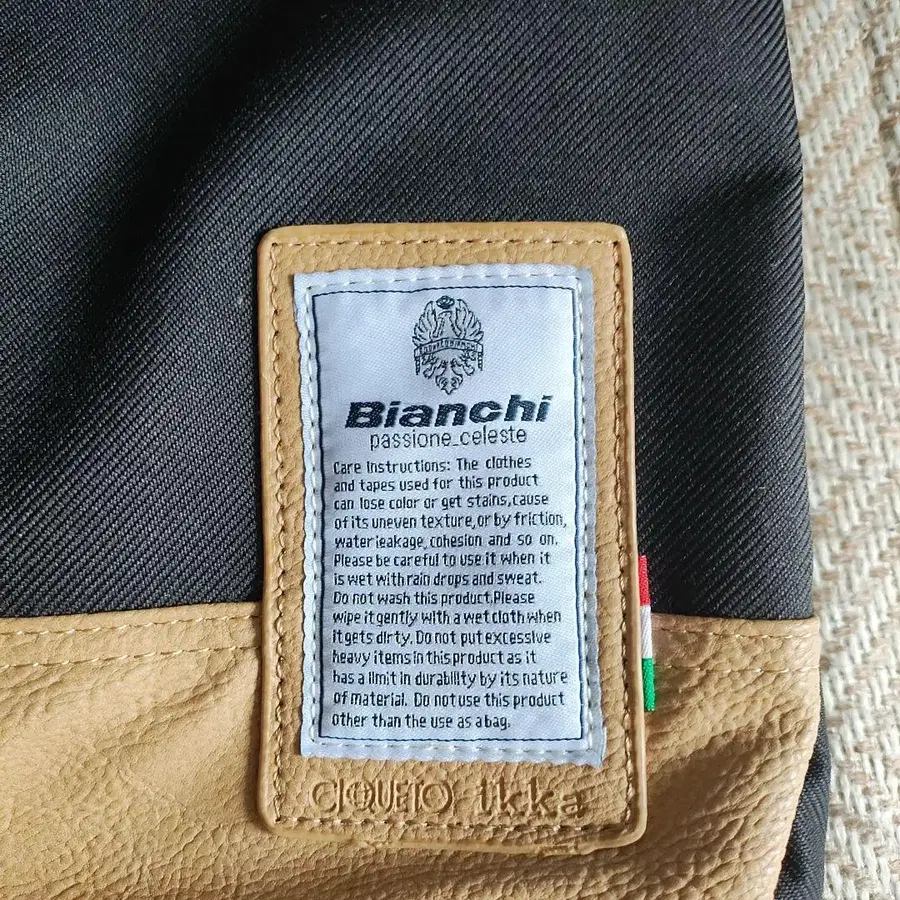 Bianchi
passione_celeste
Care Instructions: The clothes
and tapes used for this product
can lose color or get stains,cause
of its uneven texture,or by friction,
water leakage, cohesion and so on.
Please be careful to use it when it
is wet with rain drops and sweat.
Do not wash this product.Please
wipe it gently with a wet cloth when
it gets dirty. Do not put excessive
heavy items in this product as it
has a limit in durability by its nature
of material. Do not use this product
other than the use as a bag.
ikka